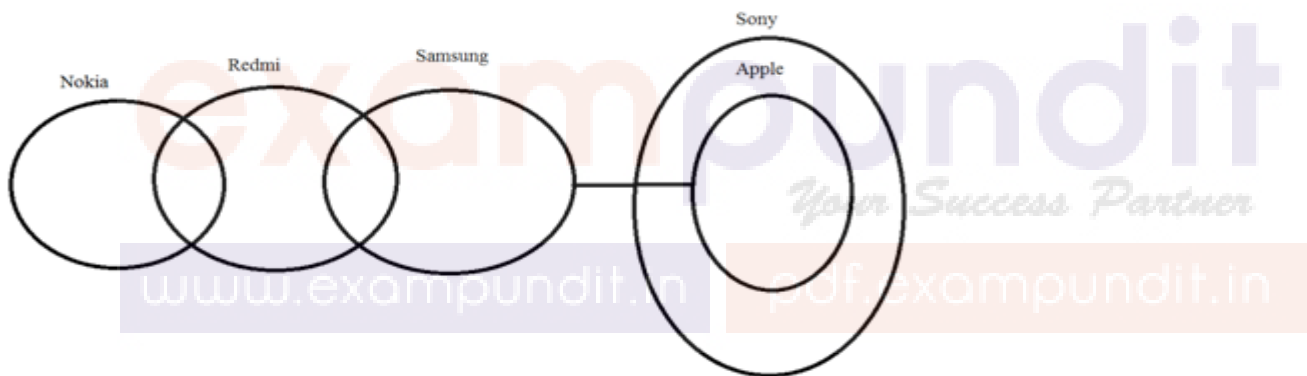 Sony
Samsung
Redmi
Apple
Nokia
exampundit
Your Success Partner
www.exampundit.in
pdf.exampundit.in